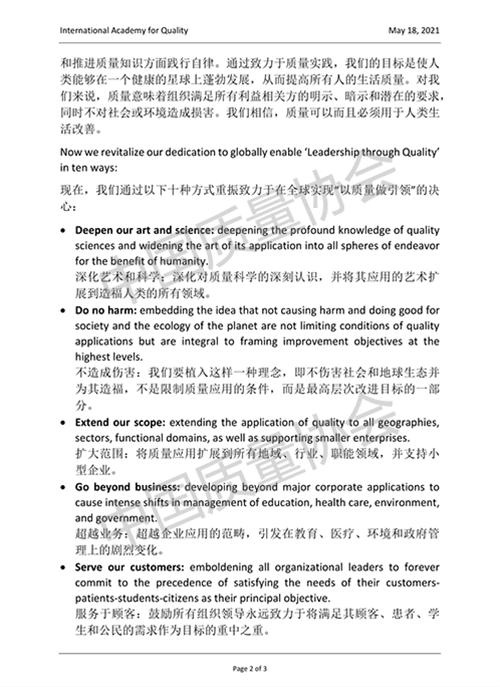 International Academy for Quality May 18, 2021
和推进质量知识方面践行自律。通过致力于质量实践，我们的目标是使人
类能够在一个健康的星球上蓬勃发展，从而提高所有人的生活质量。对我
们来说，质量意味着组织满足所有利益相关方的明示、暗示和潜在的要求，
同时不对社会或环境造成损害。我们相信，质量可以而且必须用于人类生
活改善。
Now we revitalize our dedication to globally enable ‘Leadership through Quality’
in ten ways:
现在，我们通过以下十种方式重振致力于在全球实现“以质量做引领”的决
心：
• Deepen our art and science: deepening the profound knowledge of quality
sciences and widening the art of its application into all spheres of endeavor
for the benefit of humanity.
深化艺术和科学：深化对质量科学的深刻认识，并将其应用的艺术扩
展到造福人类的所有领域。
• Do no harm: embedding the idea that not causing harm and doing good for
society and the ecology of the planet are not limiting conditions of quality
applications but are integral to framing improvement objectives at the
highest levels.
不造成伤害：我们要植入这样一种理念，即不伤害社会和地球生态并
为其造福，不是限制质量应用的条件，而是最高层次改进目标的一部
分。
• Extend our scope: extending the application of quality to all geographies,
sectors, functional domains, as well as supporting smaller enterprises.
扩大范围：将质量应用扩展到所有地域、行业、职能领域，并支持小
型企业。
• Go beyond business: developing beyond major corporate applications to
cause intense shifts in management of education, health care, environment,
and government.
超越业务：超越企业应用的范畴，引发在教育、医疗、环境和政府管
理上的剧烈变化。
• Serve our customers: emboldening all organizational leaders to forever
commit to the precedence of satisfying the needs of their customers-
patients-students-citizens as their principal objective.
服务于顾客：鼓励所有组织领导永远致力于将满足其顾客、患者、学
生和公民的需求作为目标的重中之重。
Page 2 of 3
中国质量协会
中国质量协会